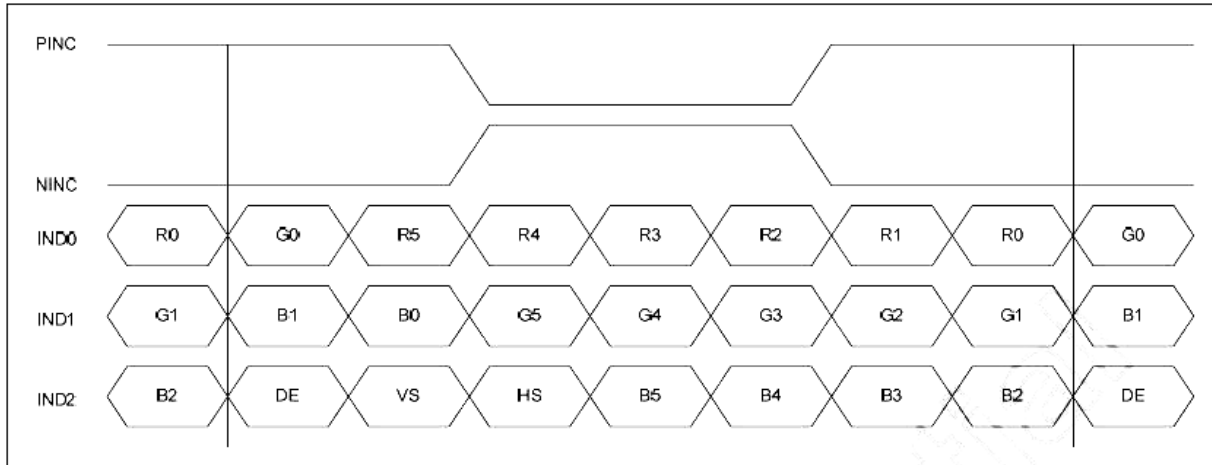 PINC
NINC
IND0 R0 G0 R5 R4 R3 R2 R1 R0 G0
IND1 G1 B1 B0 G5 G4 G3 G2 G1 B1
IND2 B2 DE VS HS B5 B4 B3 B2 DE